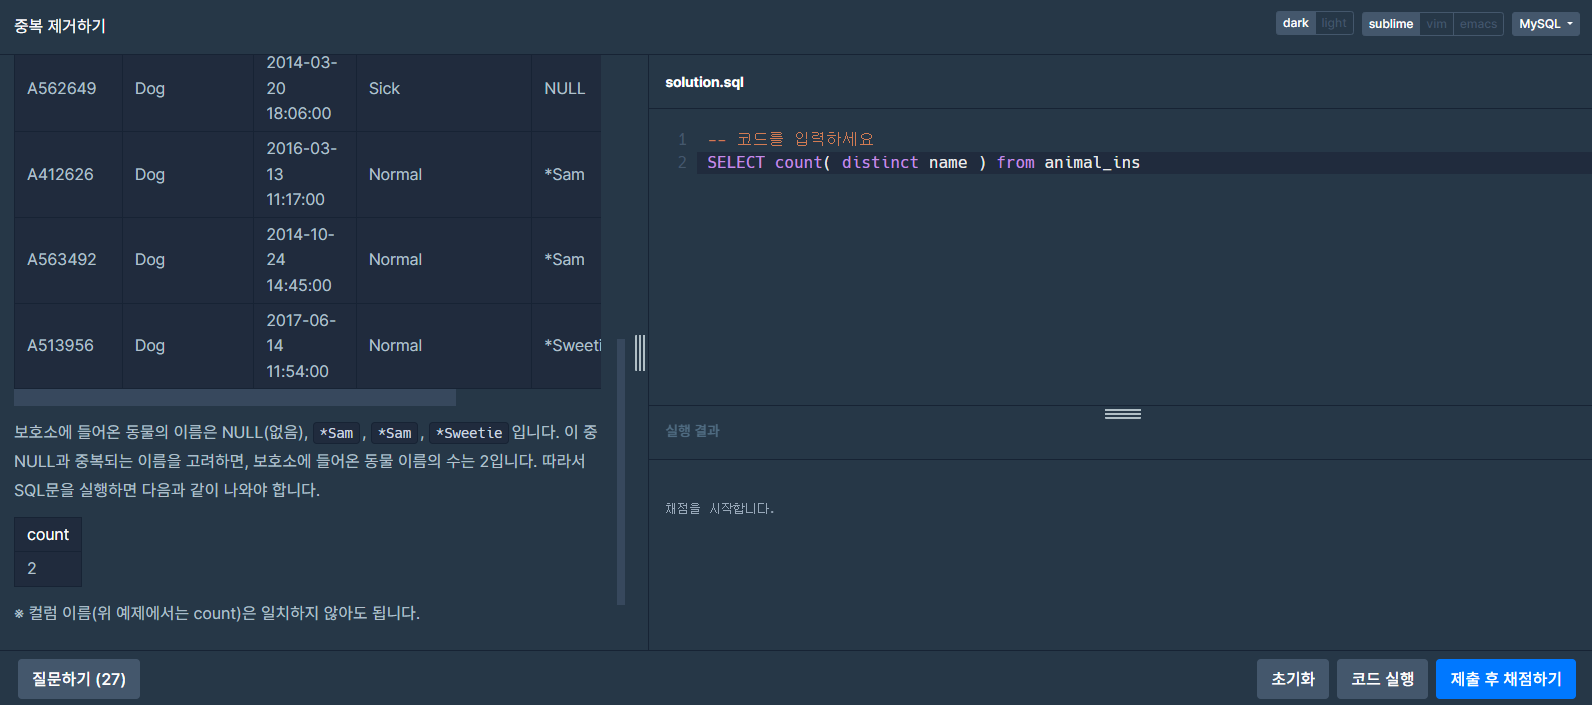 중복 제거하기
dark light sublime vim emacs MySQL
A562649 Dog 2014-03-20 18:06:00 Sick NULL
A412626 Dog 2016-03-13 11:17:00 Normal *Sam
A563492 Dog 2014-10-24 14:45:00 Normal *Sam
A513956 Dog 2017-06-14 11:54:00 Normal *Sweeti
보호소에 들어온 동물의 이름은 NULL(없음), *Sam, *Sam, *Sweetie입니다. 이 중
NULL과 중복되는 이름을 고려하면, 보호소에 들어온 동물 이름의 수는 2입니다. 따라서
SQL문을 실행하면 다음과 같이 나와야 합니다.
count
2
※ 컬럼 이름(위 예제에서는 count)은 일치하지 않아도 됩니다.
solution.sql
1 -- 코드를 입력하세요
2 SELECT count( distinct name ) from animal_ins
실행 결과
채점을 시작합니다.
질문하기 (27)
초기화 코드 실행 제출 후 채점하기